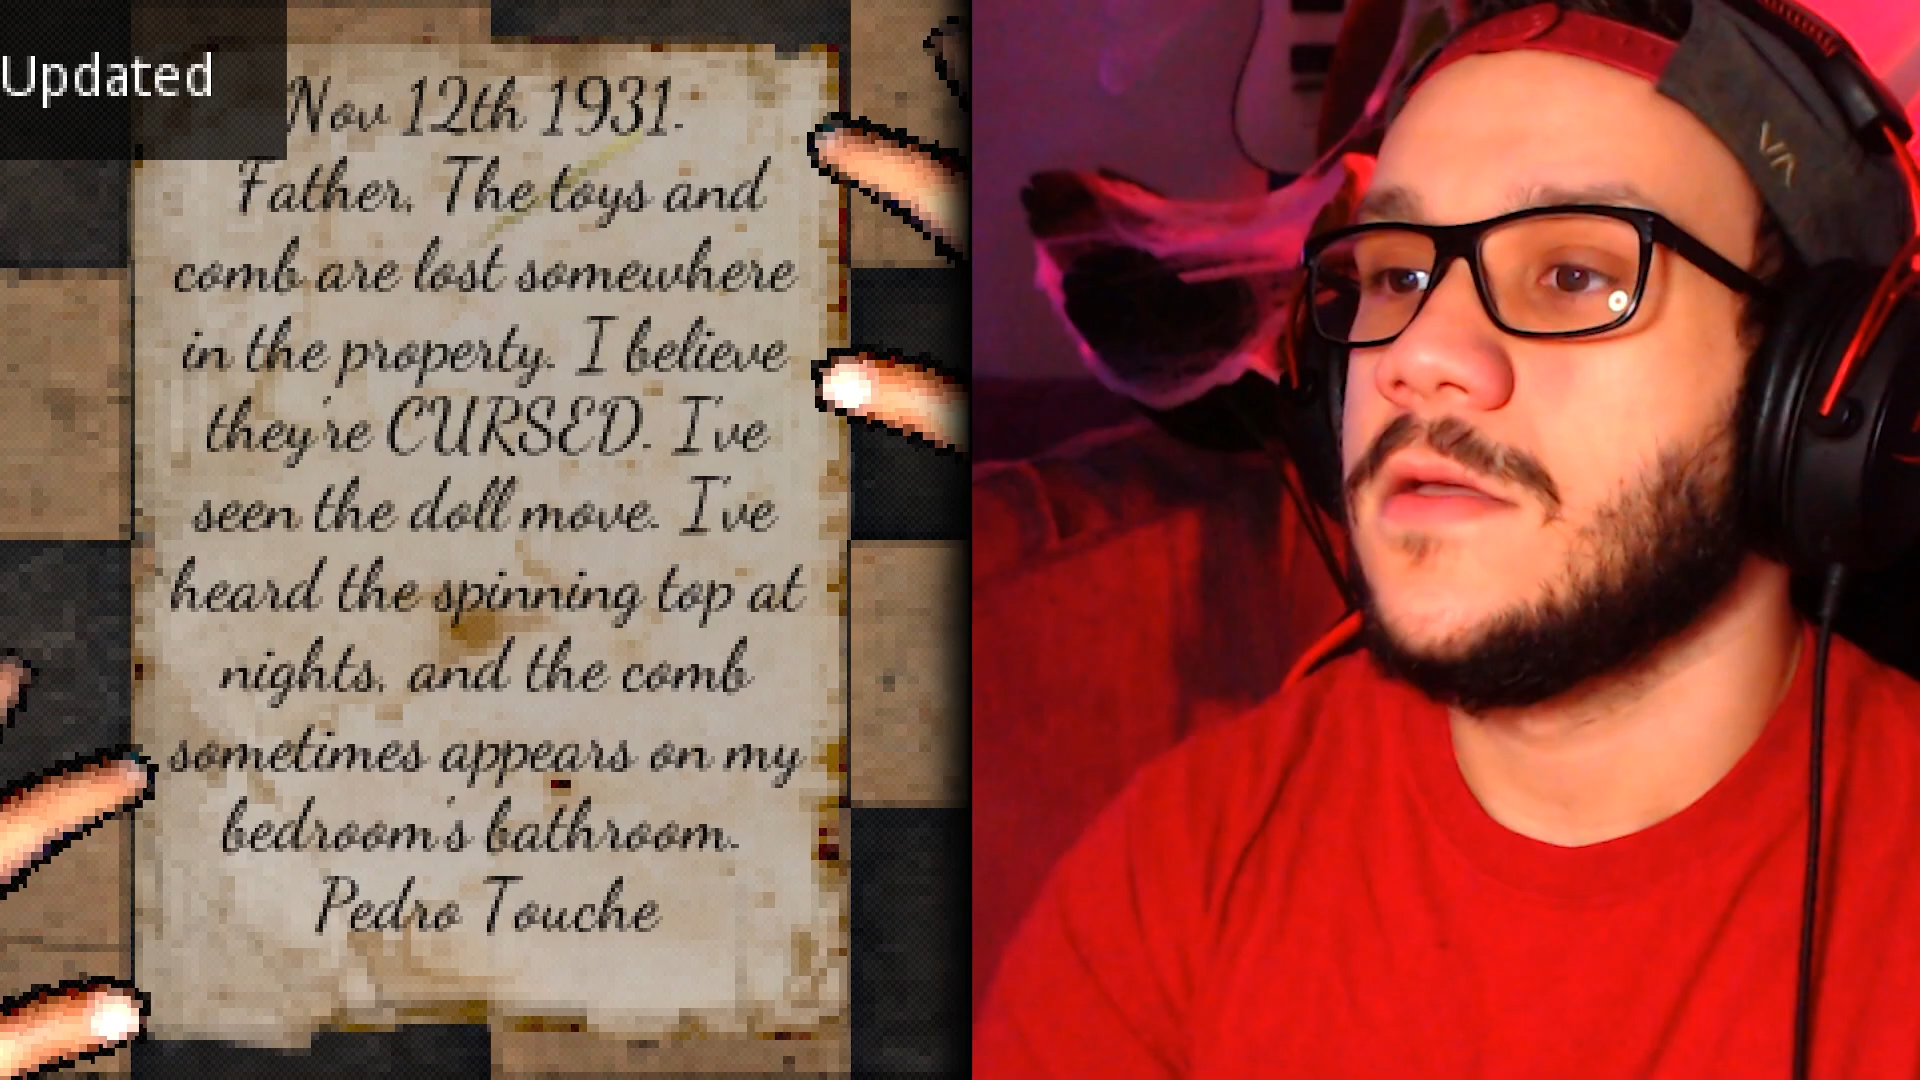 Updated
Nov 12th 1931.
Father, The toys and
comb are lost somewhere
in the property. I believe
they're CURSED. I've
seen the doll move. I've
heard the spinning top at
nights, and the comb
sometimes appears on my
bedroom's bathroom.
Pedro Touche